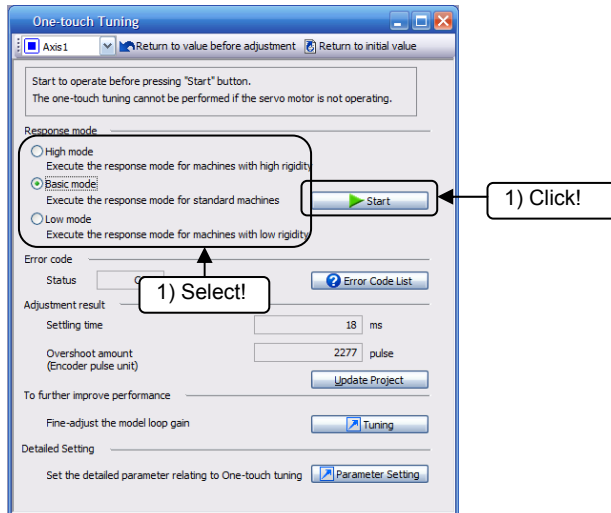 One-touch Tuning
Axis1 Return to value before adjustment Return to initial value
Start to operate before pressing "Start" button.
The one-touch tuning cannot be performed if the servo motor is not operating.
Response mode
High mode
Execute the response mode for machines with high rigidity
Basic mode
Execute the response mode for standard machines
Start
1) Click!
Low mode
Execute the response mode for machines with low rigidity
Error code
Status
1) Select!
Error Code List
Adjustment result
Settling time 18 ms
Overshoot amount 2277 pulse
(Encoder pulse unit)
Update Project
To further improve performance
Fine-adjust the model loop gain Tuning
Detailed Setting
Set the detailed parameter relating to One-touch tuning Parameter Setting